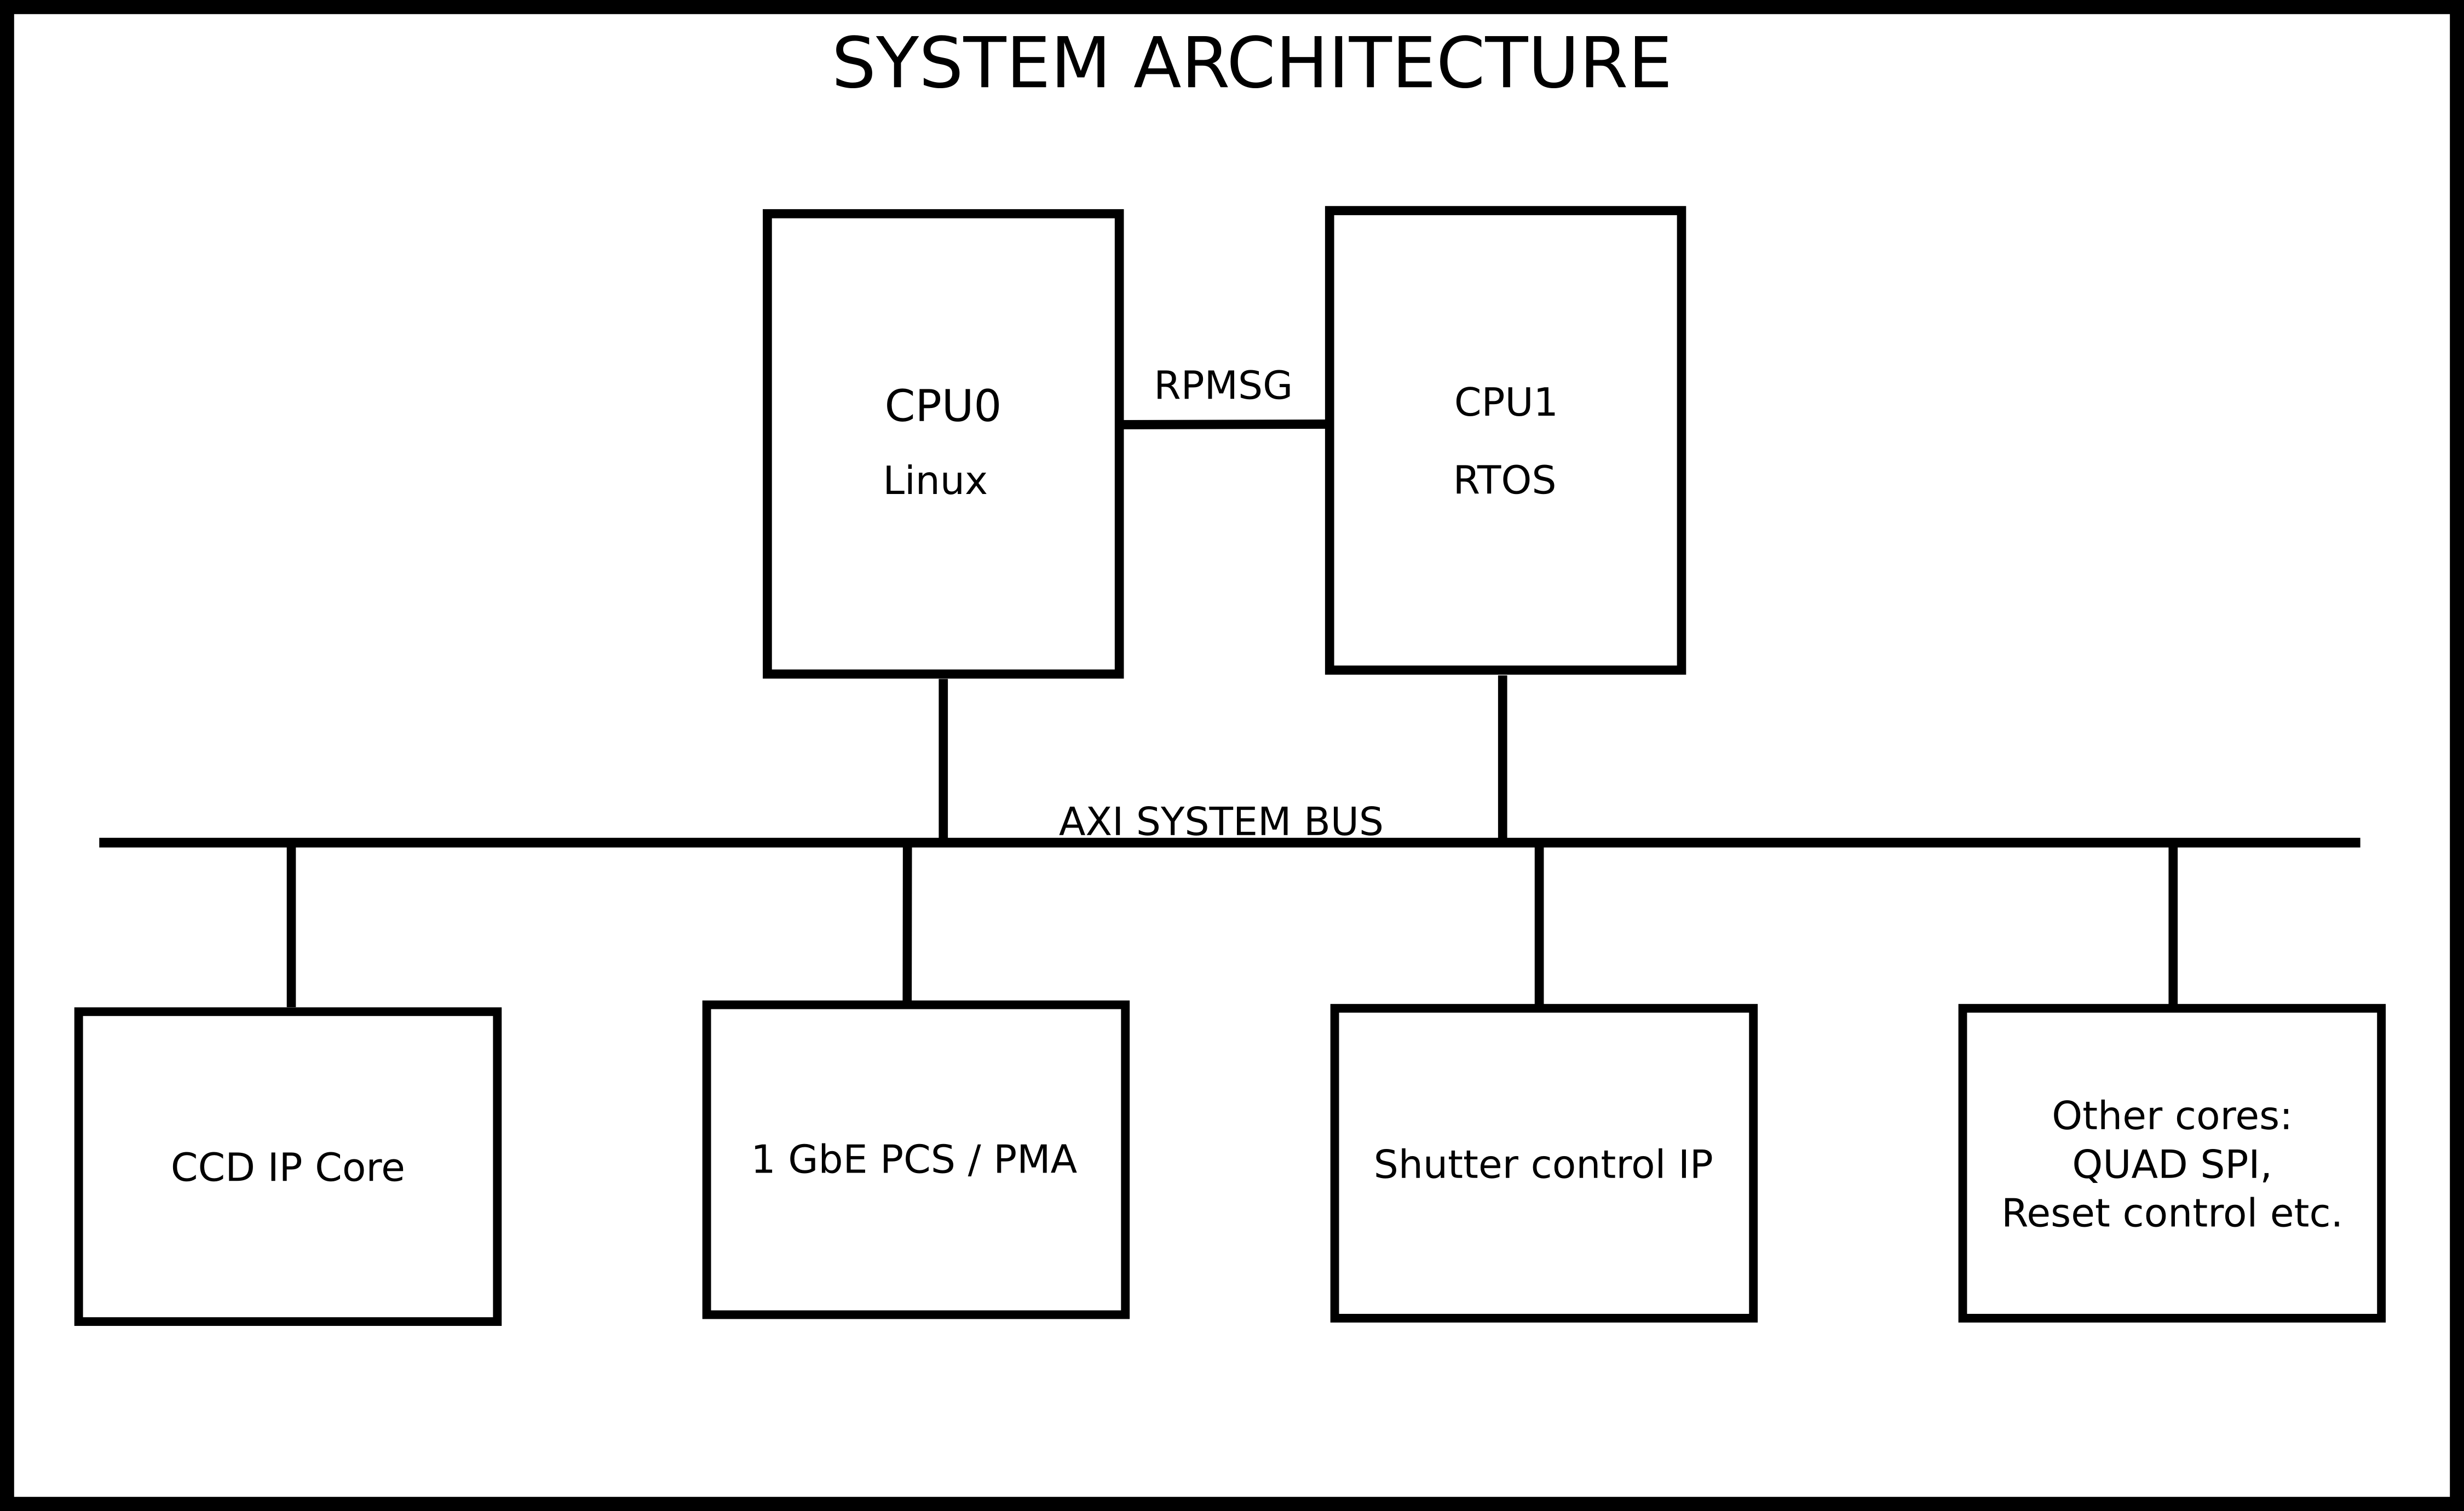 SYSTEM ARCHITECTURE
CPU0
Linux
RPMSG
CPU1
RTOS
AXI SYSTEM BUS
CCD IP Core
1 GbE PCS / PMA
Shutter control IP
Other cores:
QUAD SPI,
Reset control etc.